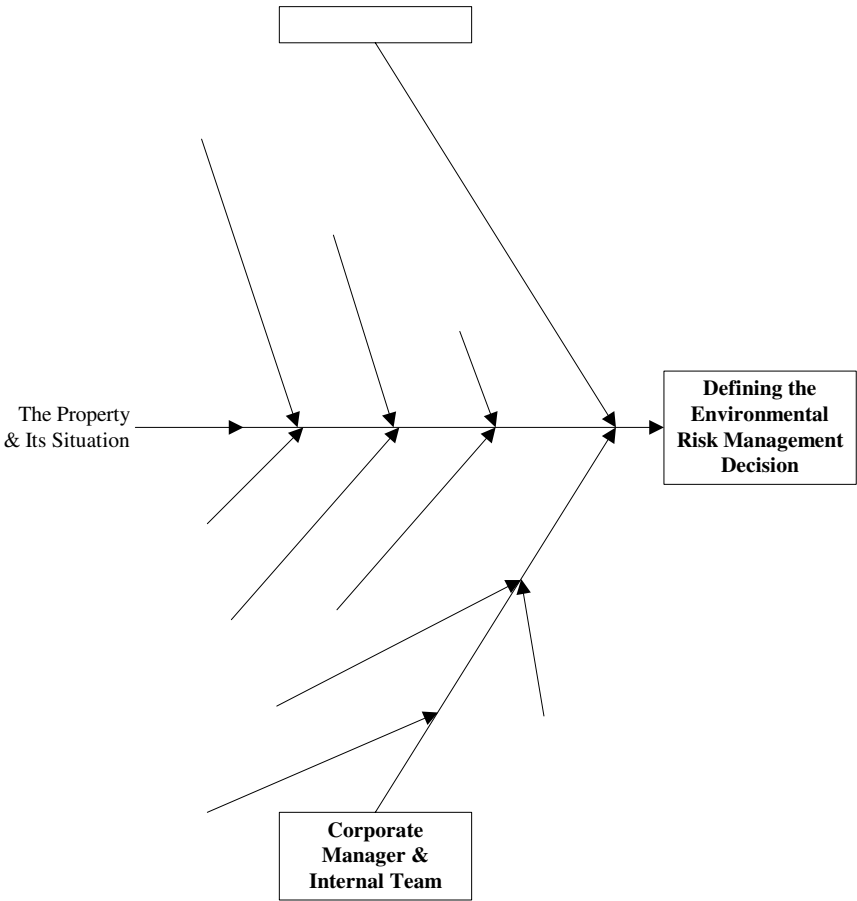 The Property
& Its Situation
Defining the
Environmental
Risk Management
Decision
Corporate
Manager &
Internal Team